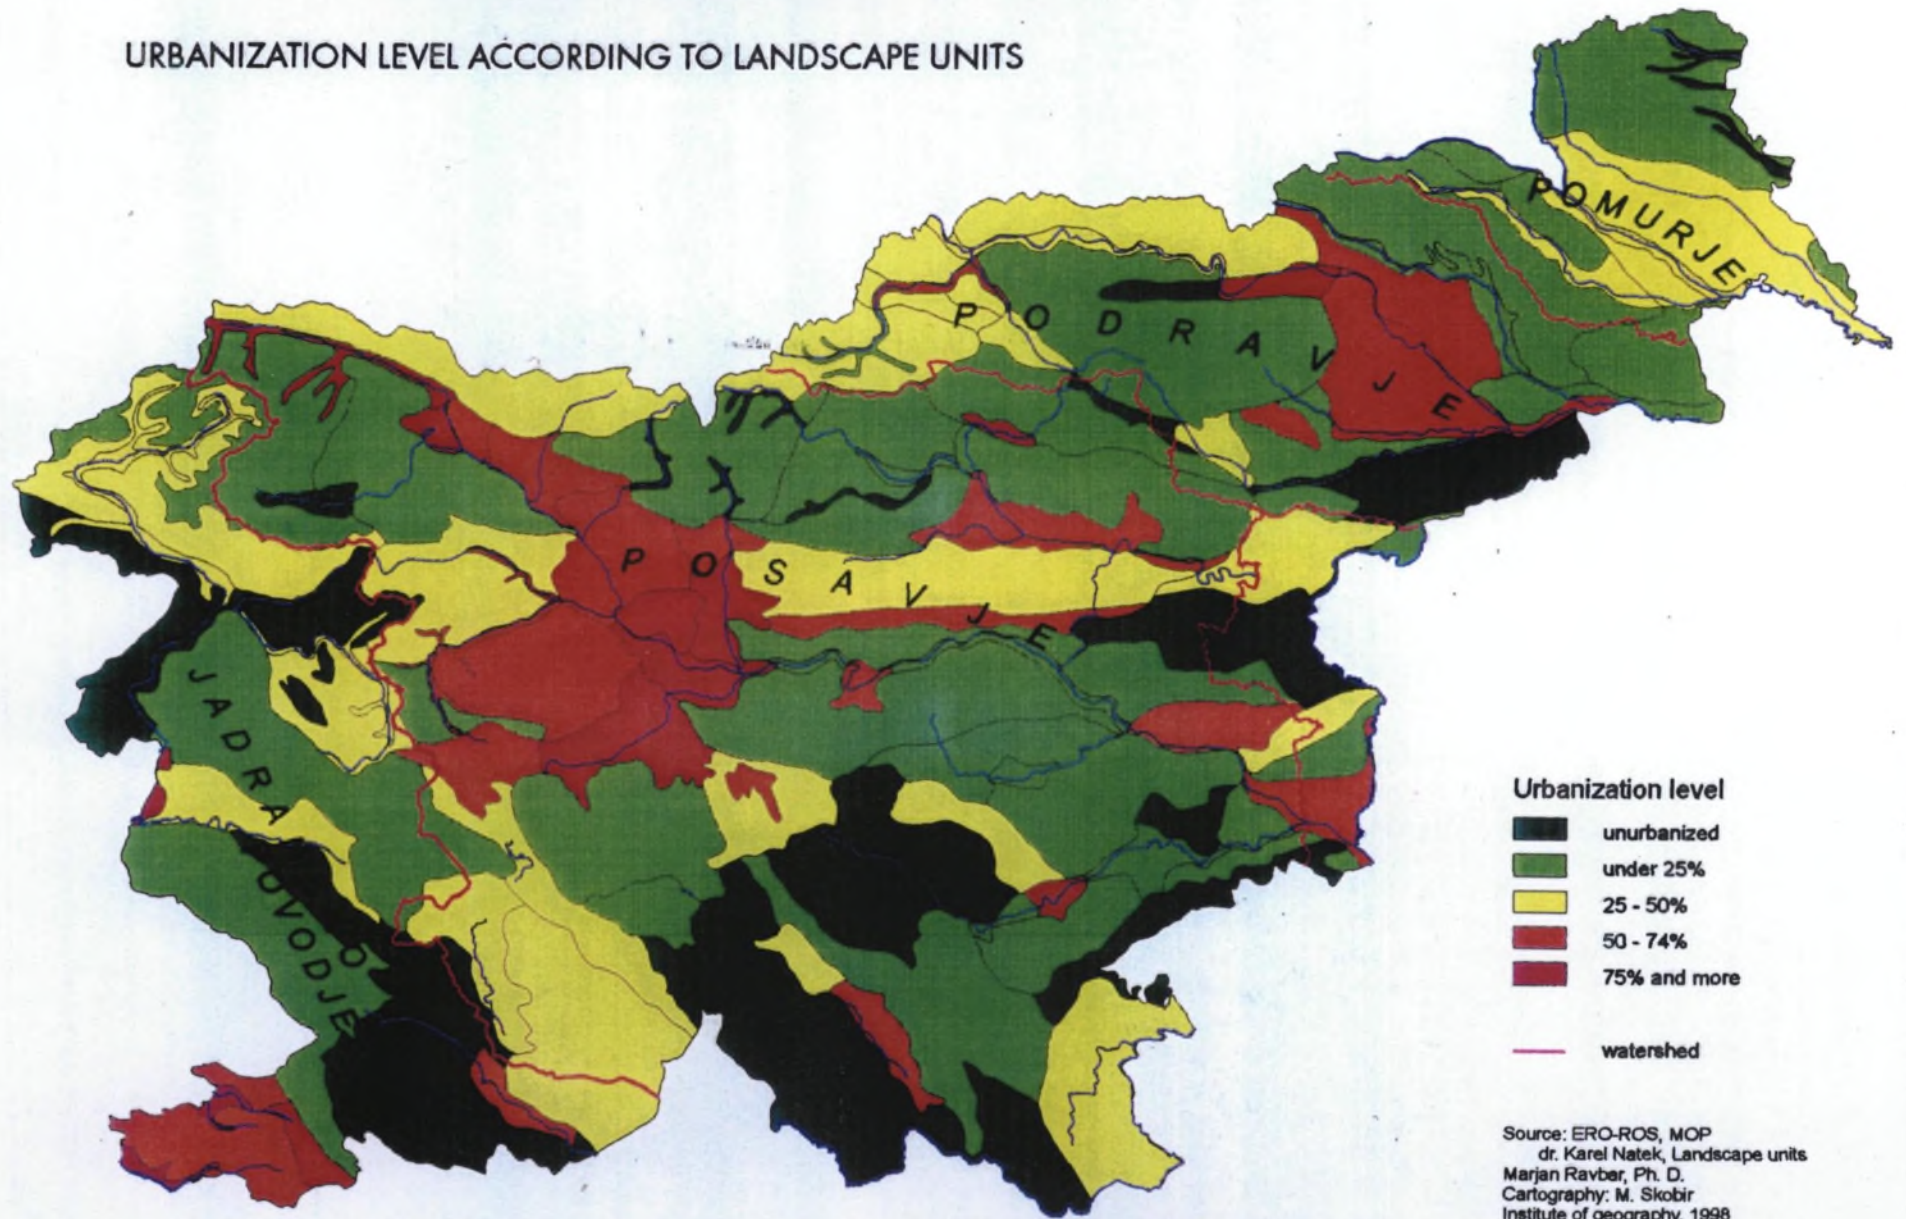 URBANIZATION LEVEL ACCORDING TO LANDSCAPE UNITS
POMURJE
PODRAVJE
POSAVJE
JADRANSKO
POVODJE
Urbanization level
unurbanized
under 25%
25 - 50%
50 - 74%
75% and more
watershed
Source: ERO-ROS, MOP
dr. Karel Natek, Landscape units
Marjan Ravbar, Ph. D.
Cartography: M. Skobir
Institute of geography, 1998